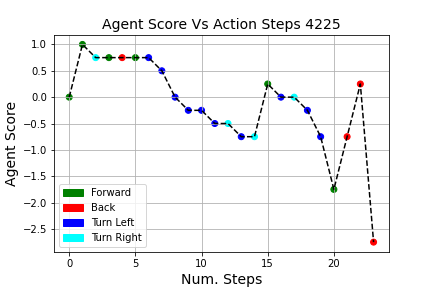 Agent Score Vs Action Steps 4225
Agent Score
1.0
0.5
0.0
−0.5
−1.0
−1.5
−2.0
−2.5
Forward
Back
Turn Left
Turn Right
0 5 10 15 20
Num. Steps